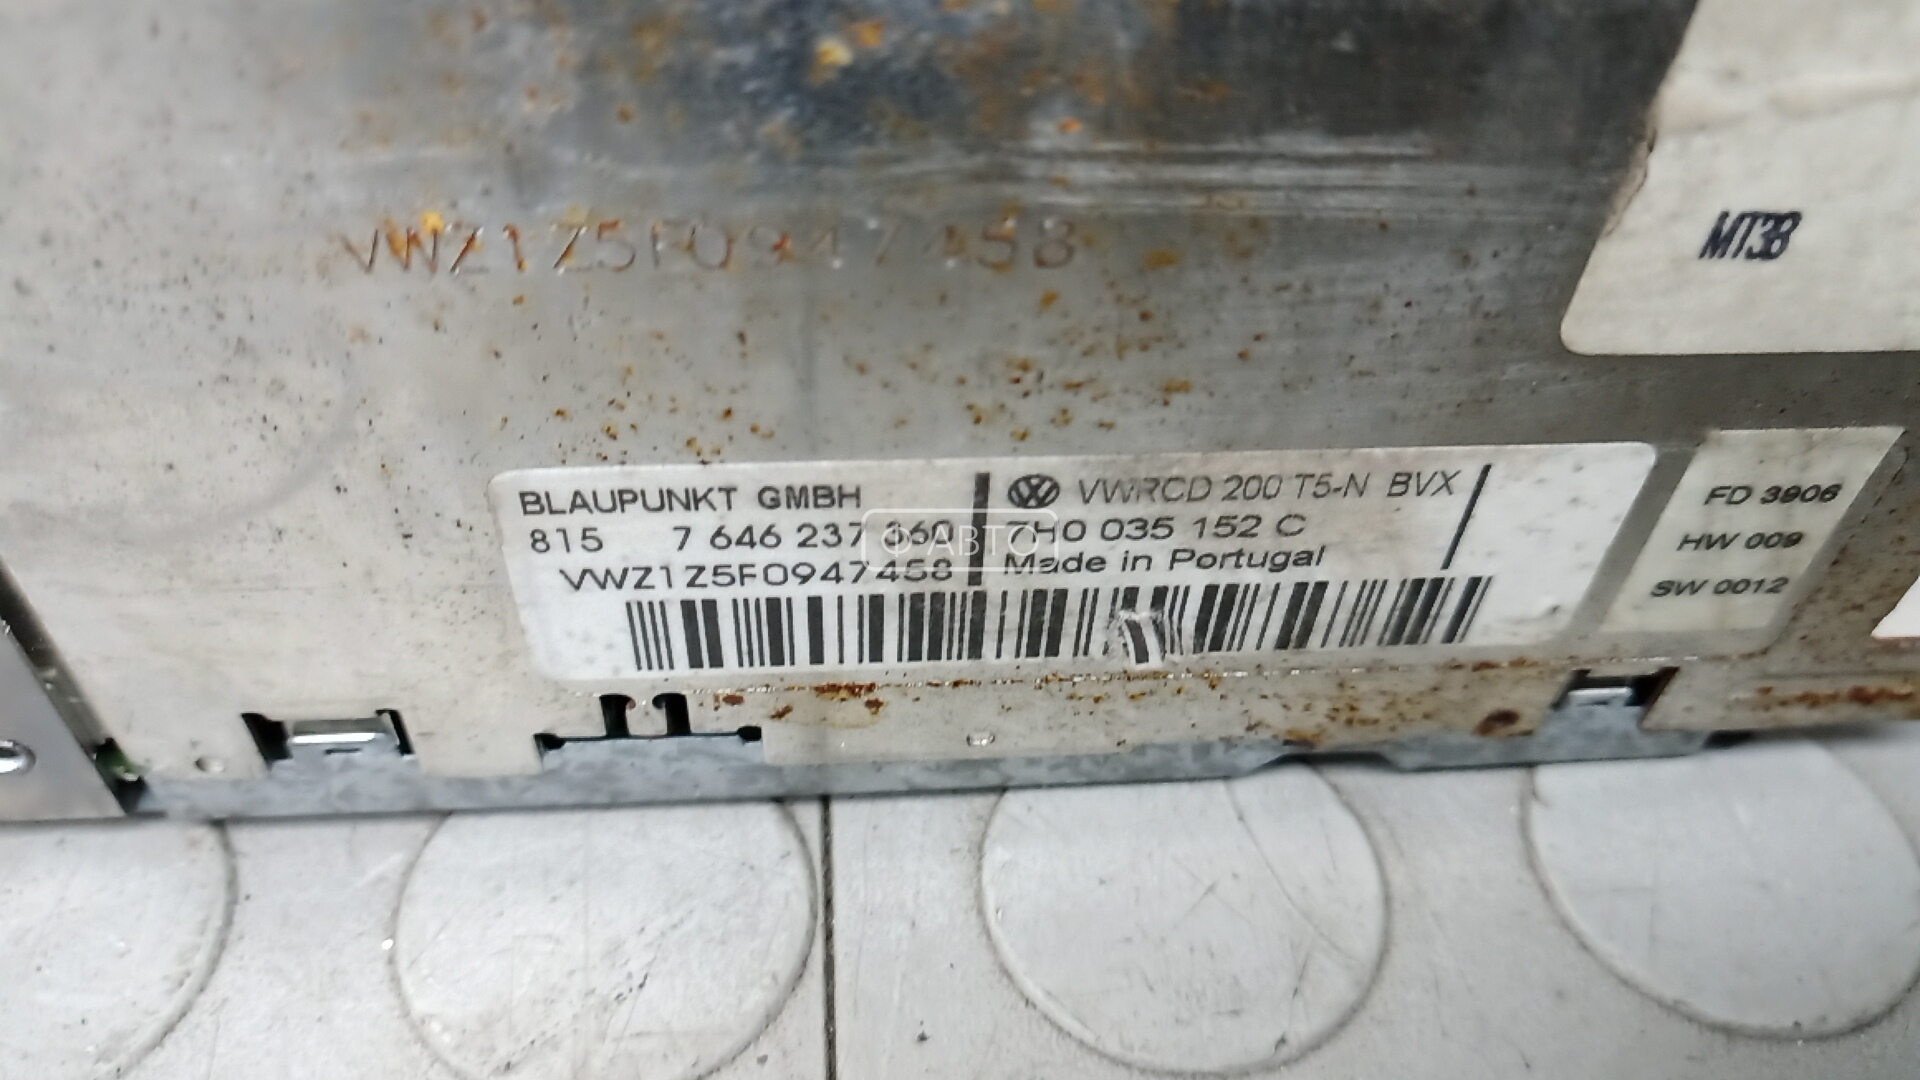 VWZ1Z5F0947458
MT3B
BLAUPUNKT GMBH
815 7 646 237 360
VWZ1Z5F0947458
VWRCD 200 T5-N BVX
7H0 035 152 C
Made in Portugal
FD 3906
HW 009
SW 0012
Ф АВТО